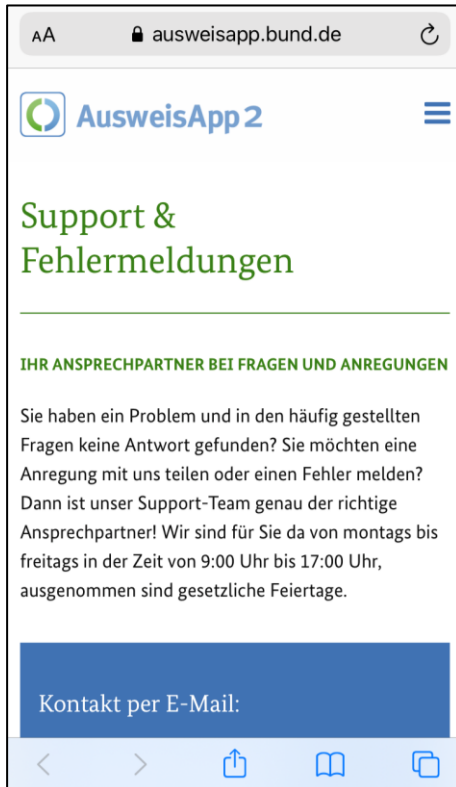 AA ausweisapp.bund.de
AusweisApp2
Support &
Fehlermeldungen
IHR ANSPRECHPARTNER BEI FRAGEN UND ANREGUNGEN
Sie haben ein Problem und in den häufig gestellten
Fragen keine Antwort gefunden? Sie möchten eine
Anregung mit uns teilen oder einen Fehler melden?
Dann ist unser Support-Team genau der richtige
Ansprechpartner! Wir sind für Sie da von montags bis
freitags in der Zeit von 9:00 Uhr bis 17:00 Uhr,
ausgenommen sind gesetzliche Feiertage.
Kontakt per E-Mail: